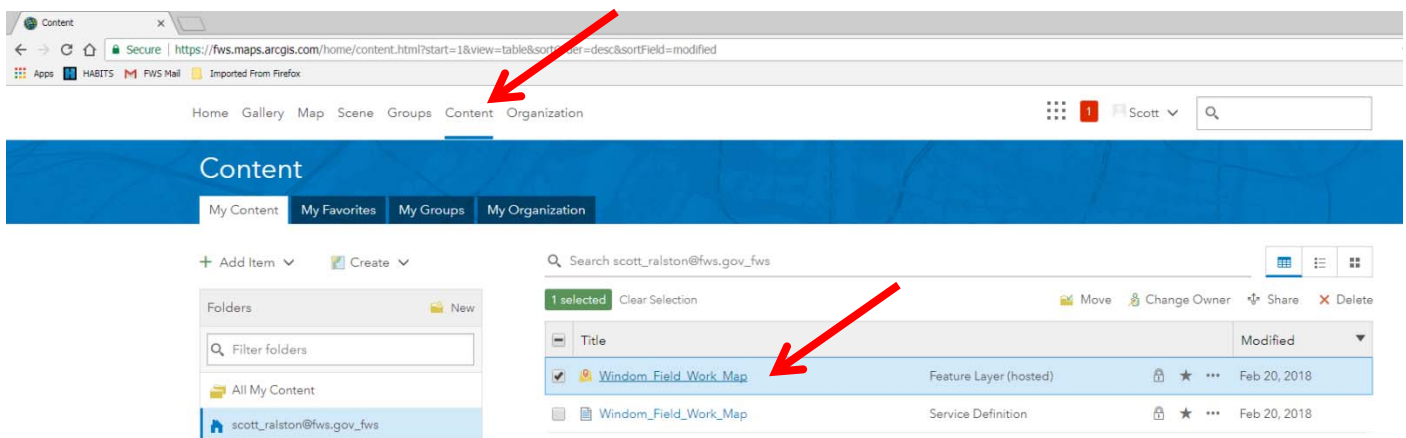 Content
Secure | https://fws.maps.arcgis.com/home/content.html?start=1&view=table&sortOrder=desc&sortField=modified
Apps HABITS FWS Mail Imported From Firefox
Home Gallery Map Scene Groups Content Organization 1 Scott
Content
My Content My Favorites My Groups My Organization
+ Add Item Create Search scott_ralston@fws.gov_fws
Folders New 1 selected Clear Selection Move Change Owner Share Delete
Filter folders Title Modified
All My Content Windom_Field_Work_Map Feature Layer (hosted) Feb 20, 2018
scott_ralston@fws.gov_fws Windom_Field_Work_Map Service Definition Feb 20, 2018